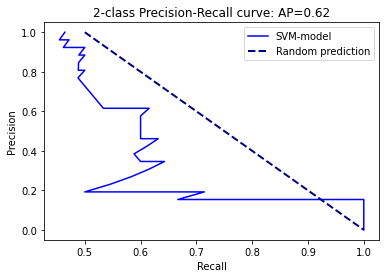 2-class Precision-Recall curve: AP=0.62
SVM-model
Random prediction
1.0
0.8
0.6
0.4
0.2
0.0
Precision
0.5 0.6 0.7 0.8 0.9 1.0
Recall